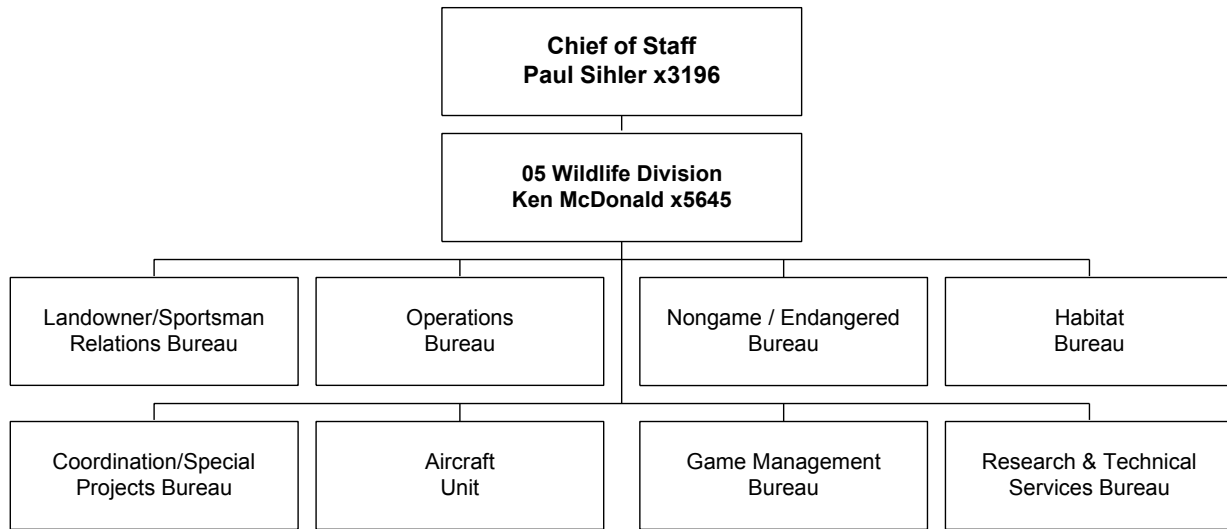 Chief of Staff
Paul Sihler x3196
05 Wildlife Division
Ken McDonald x5645
Landowner/Sportsman
Relations Bureau
Operations
Bureau
Nongame / Endangered
Bureau
Habitat
Bureau
Coordination/Special
Projects Bureau
Aircraft
Unit
Game Management
Bureau
Research & Technical
Services Bureau